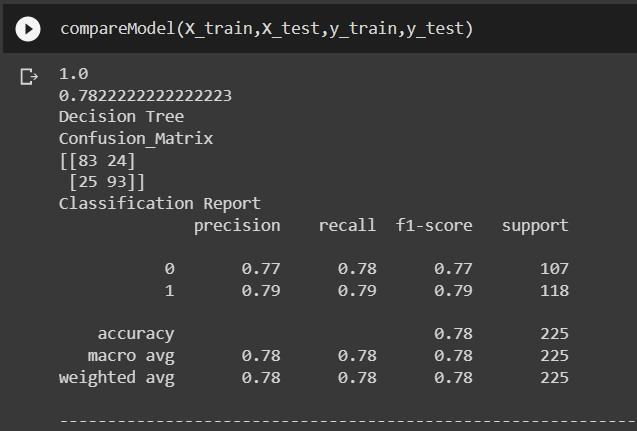 compareModel(X_train,X_test,y_train,y_test)
1.0
0.7822222222222223
Decision Tree
Confusion_Matrix
[[83 24]
 [25 93]]
Classification Report
              precision    recall  f1-score   support

           0       0.77      0.78      0.77       107
           1       0.79      0.79      0.79       118

    accuracy                           0.78       225
   macro avg       0.78      0.78      0.78       225
weighted avg       0.78      0.78      0.78       225

------------------------------------------------------------